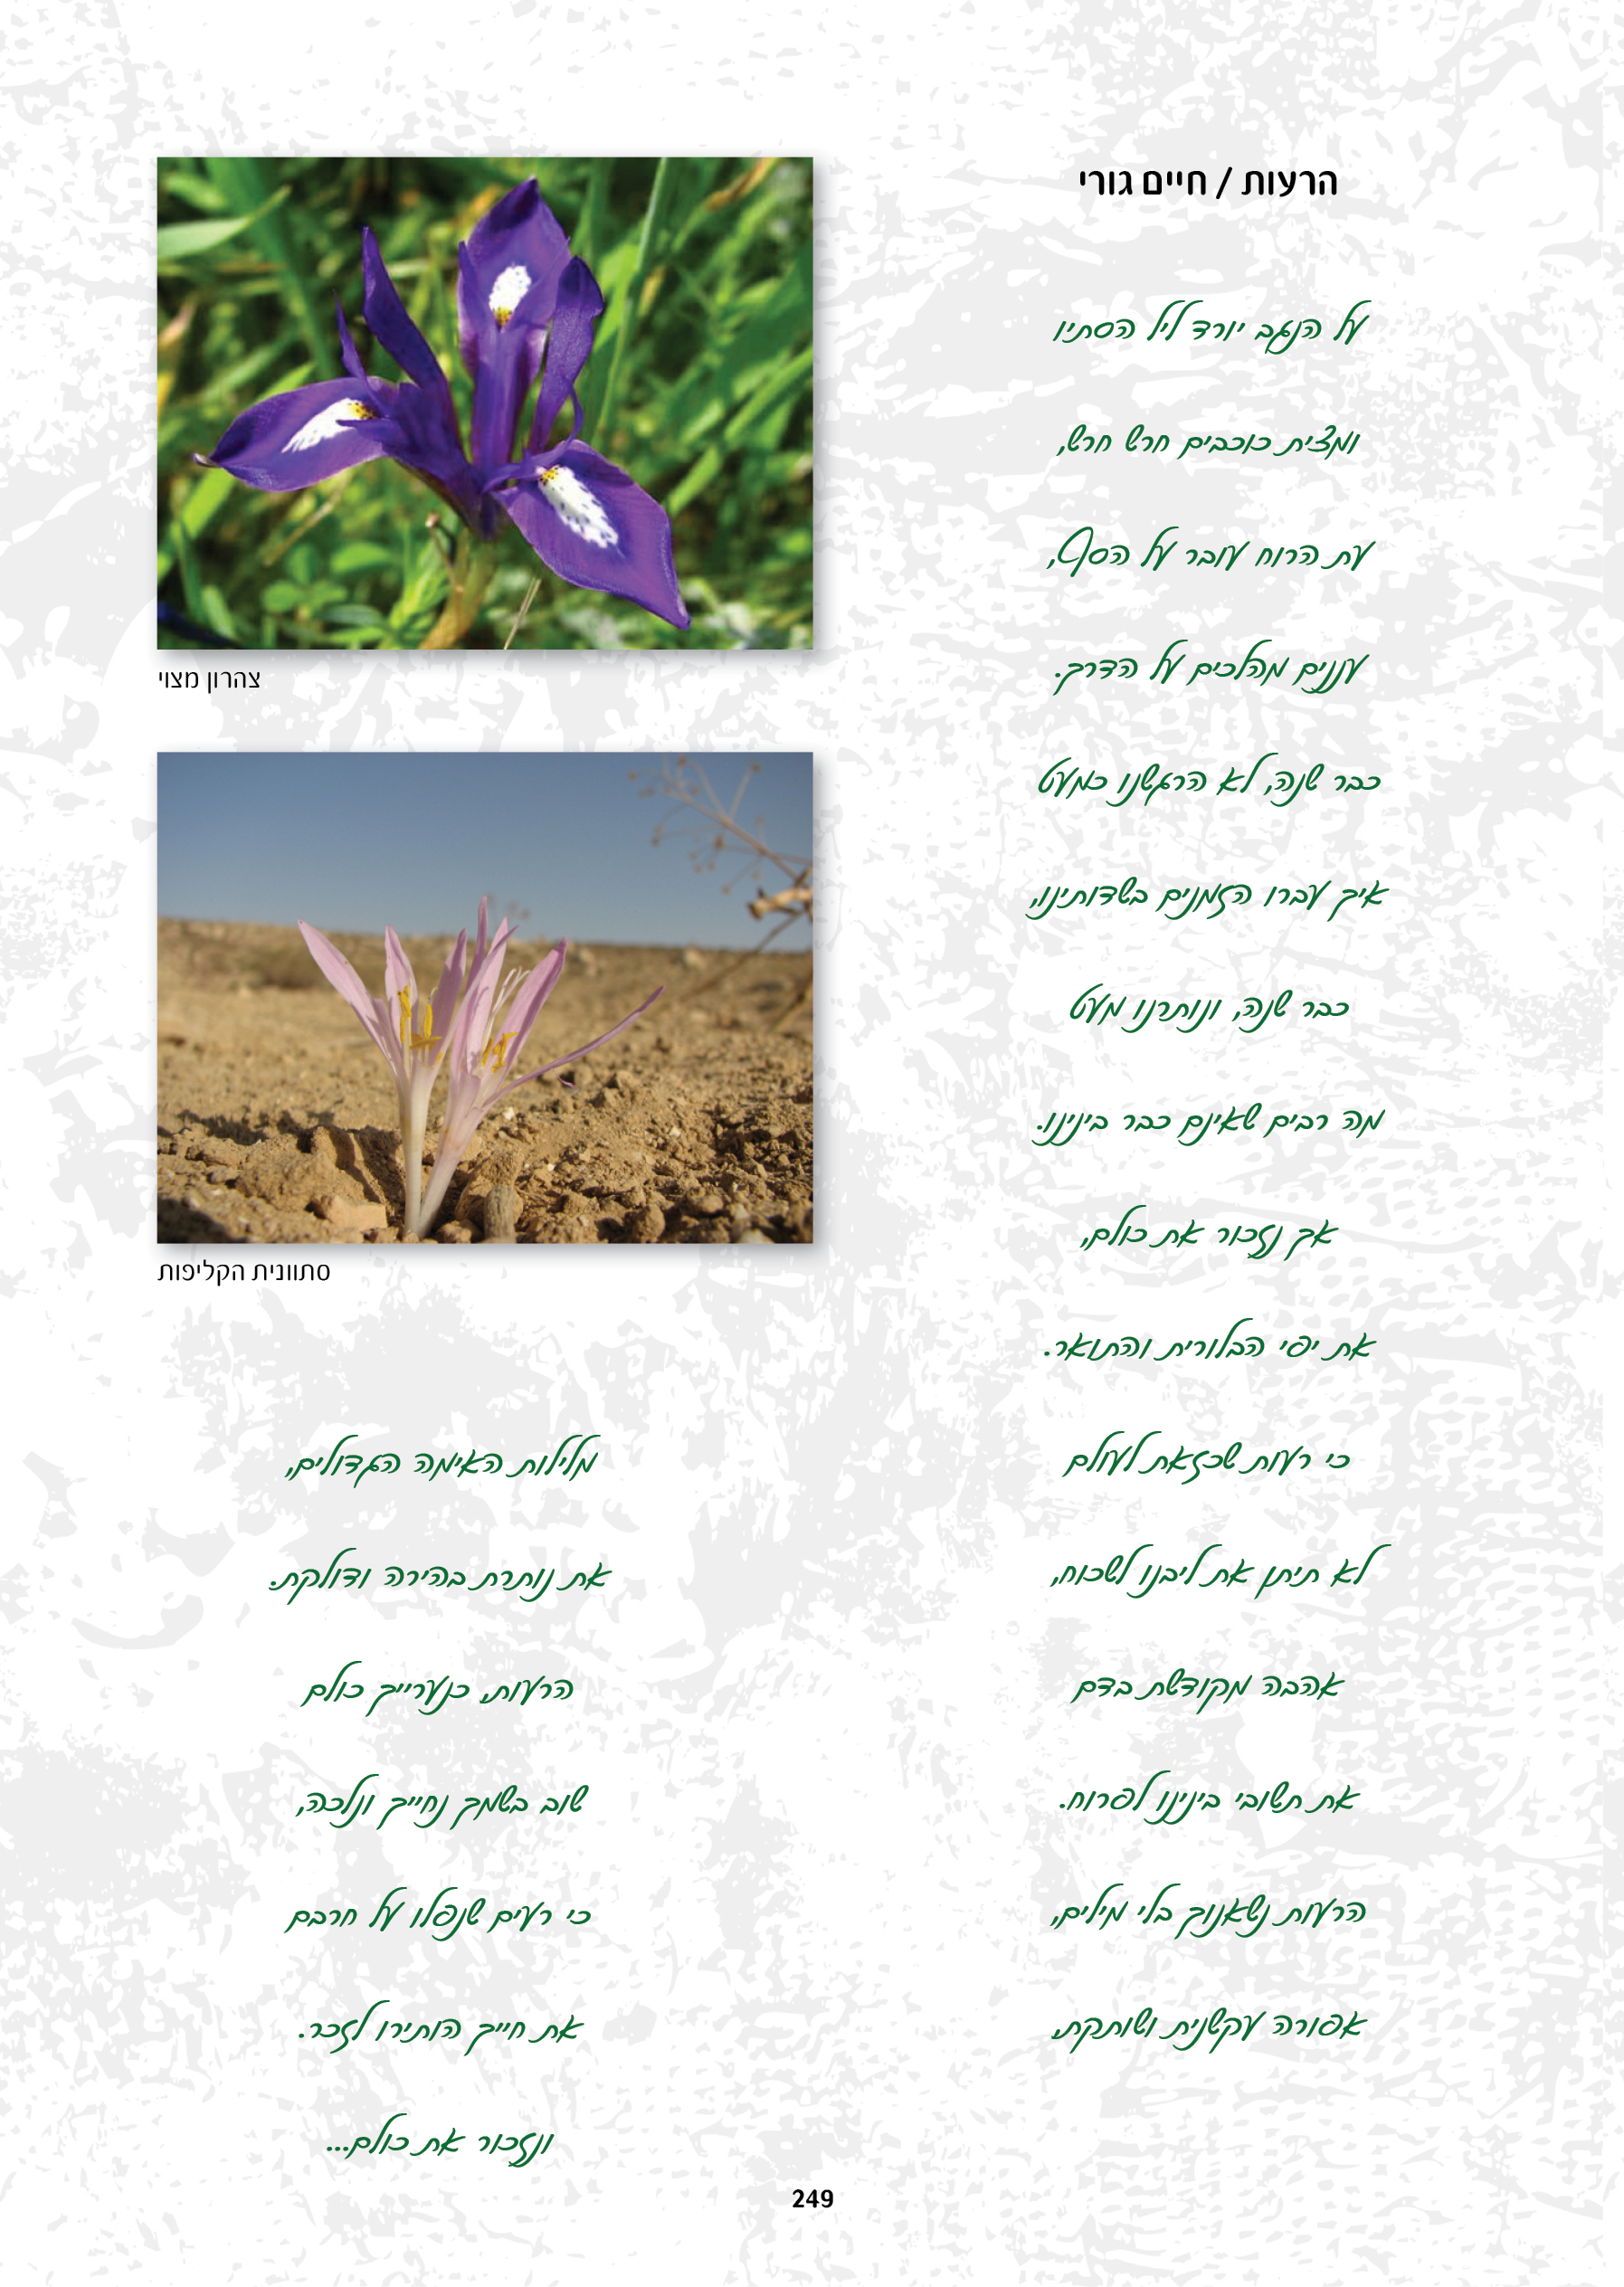 הרעות / חיים גורי
על הנגב יורד ליל הסתיו
ומצית כוכבים חרש חרש,
עת הרוח עובר על הסף,
עננים מהלכים על הדרך.
כבר שנה, לא הרגשנו כמעט
איך עברו הזמנים בשדותינו,
כבר שנה, ונותרנו מעט
מה רבים שאינם כבר בינינו.
אך נזכור את כולם,
את יפי הבלורית והתואר.
כי רעות שכזאת לעולם
לא תיתן את ליבנו לשכוח,
אהבה מקודשת בדם
את תשובי בינינו לפרוח.
הרעות נשאנוך בלי מילים,
אפורה עקשנית ושותקת,
צהרון מצוי
סתוונית הקליפות
מלילות האימה הגדולים,
את נותרת בהירה ודולקת.
הרעות, כנערייך כולם
שוב בשמך נחייך ונלכה,
כי רעים שנפלו על חרבם
את חייך הותירו לזכר.
ונזכור את כולם...
249